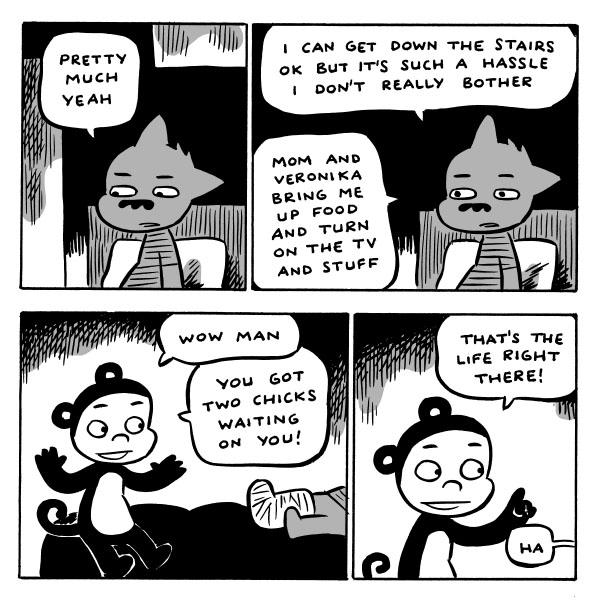 PRETTY
MUCH
YEAH
I CAN GET DOWN THE STAIRS
OK BUT IT'S SUCH A HASSLE
I DON'T REALLY BOTHER
MOM AND
VERONIKA
BRING ME
UP FOOD
AND TURN
ON THE TV
AND STUFF
WOW MAN
YOU GOT
TWO CHICKS
WAITING
ON YOU!
THAT'S THE
LIFE RIGHT
THERE!
HA